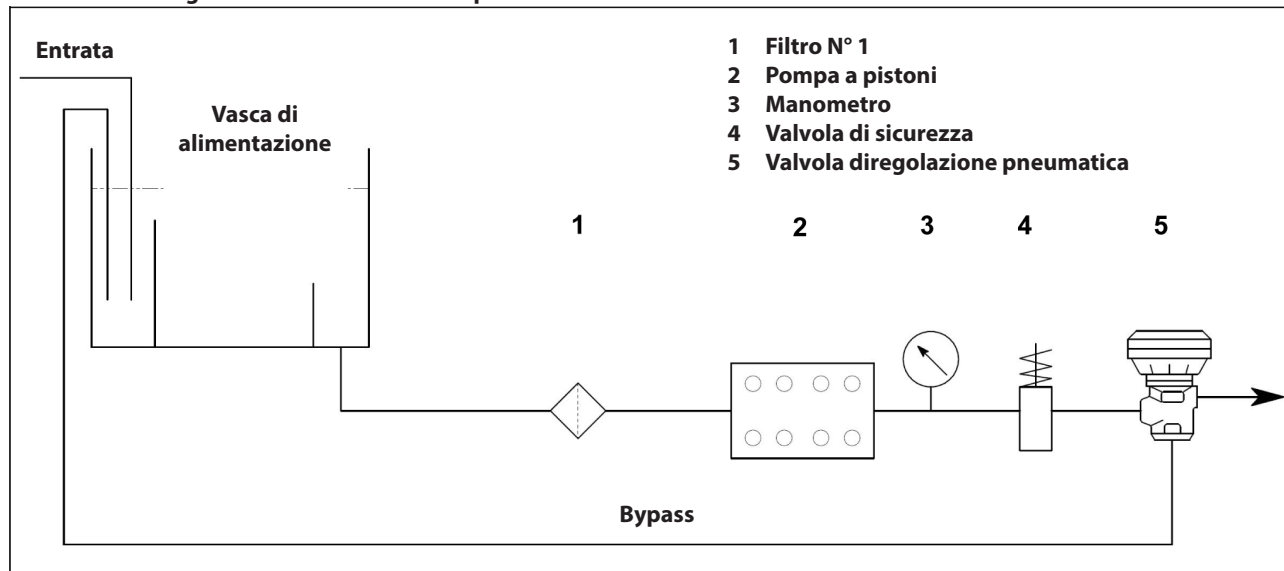 Entrata
Vasca di
alimentazione
1 Filtro N° 1
2 Pompa a pistoni
3 Manometro
4 Valvola di sicurezza
5 Valvola diregolazione pneumatica
1 2 3 4 5
Bypass